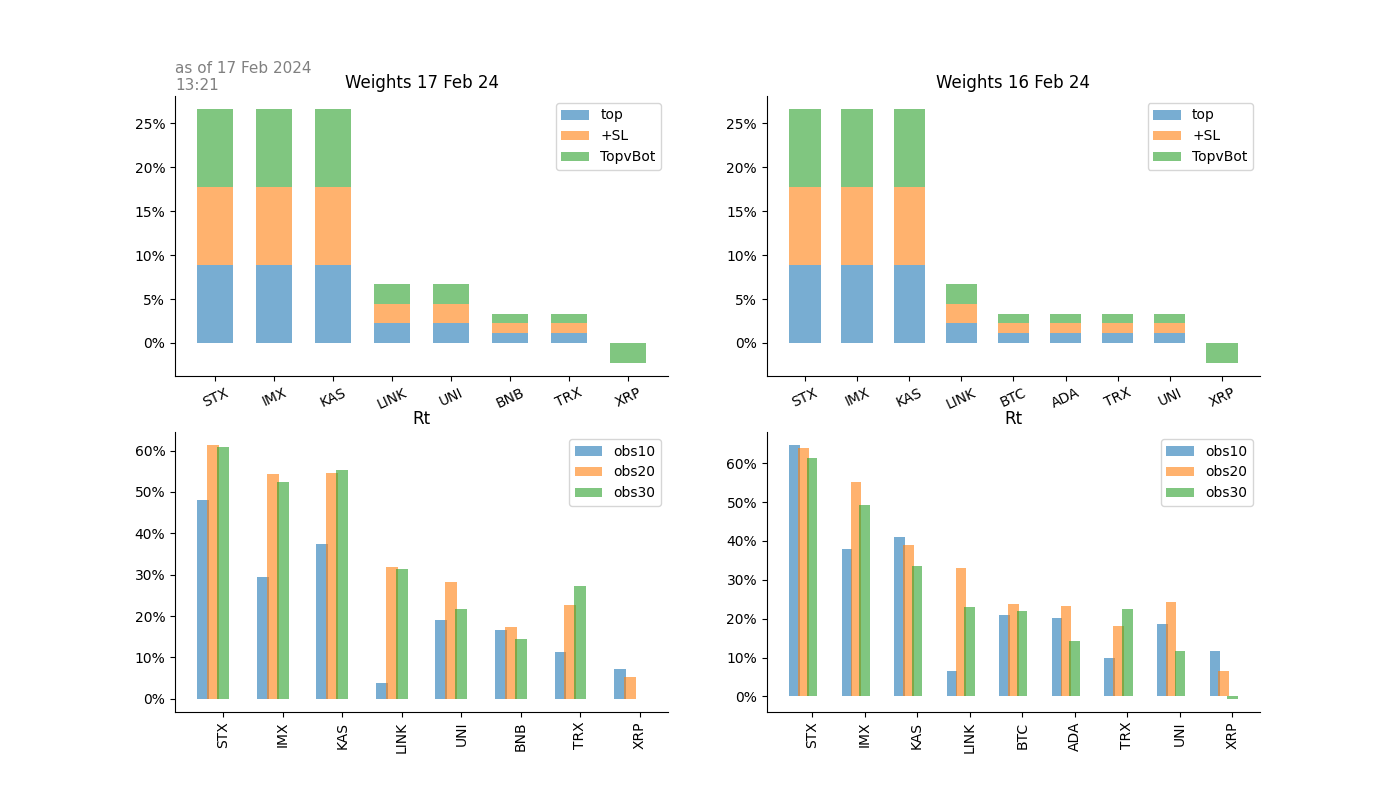 as of 17 Feb 2024
13:21
Weights 17 Feb 24
25%
20%
15%
10%
5%
0%
top
+SL
TopvBot
STX IMX KAS LINK UNI BNB TRX XRP
Weights 16 Feb 24
25%
20%
15%
10%
5%
0%
top
+SL
TopvBot
STX IMX KAS LINK BTC ADA TRX UNI XRP
Rt
60%
50%
40%
30%
20%
10%
0%
obs10
obs20
obs30
STX IMX KAS LINK UNI BNB TRX XRP
Rt
60%
50%
40%
30%
20%
10%
0%
obs10
obs20
obs30
STX IMX KAS LINK BTC ADA TRX UNI XRP